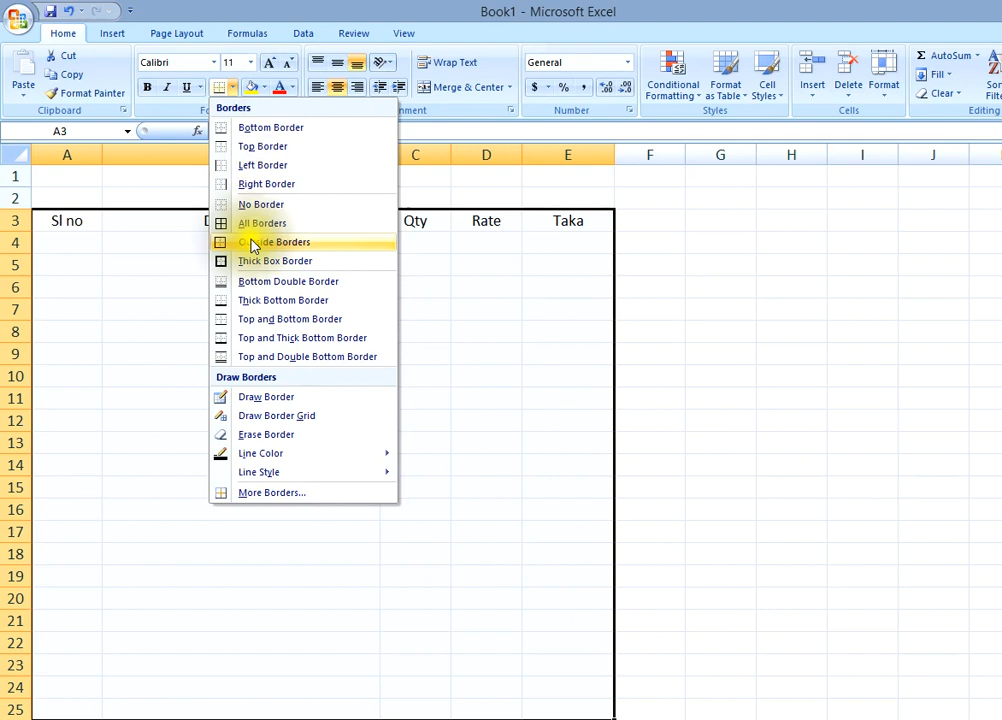 Book1 - Microsoft Excel
Home Insert Page Layout Formulas Data Review View
Cut
Copy
Format Painter
Paste
Clipboard
Calibri 11
B I U
Wrap Text
Merge & Center
General
$ % ,
Number
Conditional Formatting
Format as Table
Cell Styles
Styles
Insert Delete Format
Cells
AutoSum
Fill
Clear
Editing
A3
fx
Borders
Bottom Border
Top Border
Left Border
Right Border
No Border
All Borders
Outside Borders
Thick Box Border
Bottom Double Border
Thick Bottom Border
Top and Bottom Border
Top and Thick Bottom Border
Top and Double Bottom Border
Draw Borders
Draw Border
Draw Border Grid
Erase Border
Line Color
Line Style
More Borders...
A C D E F G H I J
1
2
3 Sl no Qty Rate Taka
4
5
6
7
8
9
10
11
12
13
14
15
16
17
18
19
20
21
22
23
24
25